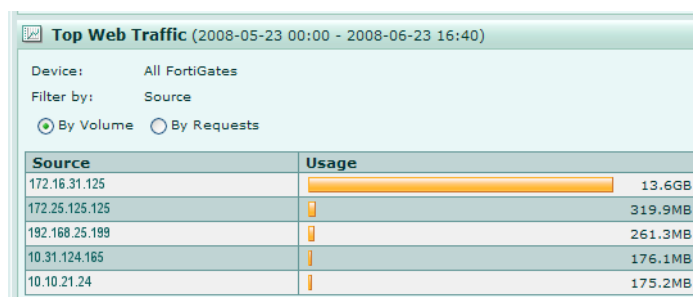 Top Web Traffic (2008-05-23 00:00 - 2008-06-23 16:40)
Device: All FortiGates
Filter by: Source
By Volume By Requests
Source Usage
172.16.31.125 13.6GB
172.25.125.125 319.9MB
192.168.25.199 261.3MB
10.31.124.165 176.1MB
10.10.21.24 175.2MB